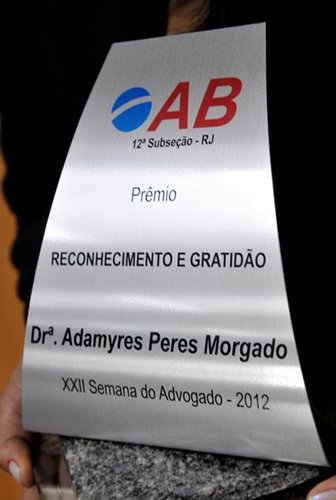 OAB
12ª Subseção - RJ
Prêmio
RECONHECIMENTO E GRATIDÃO
Drª. Adamyres Peres Morgado
XXII Semana do Advogado - 2012